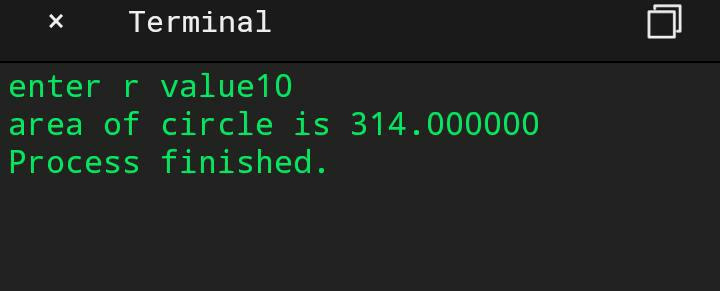 × Terminal
enter r value10
area of circle is 314.000000
Process finished.